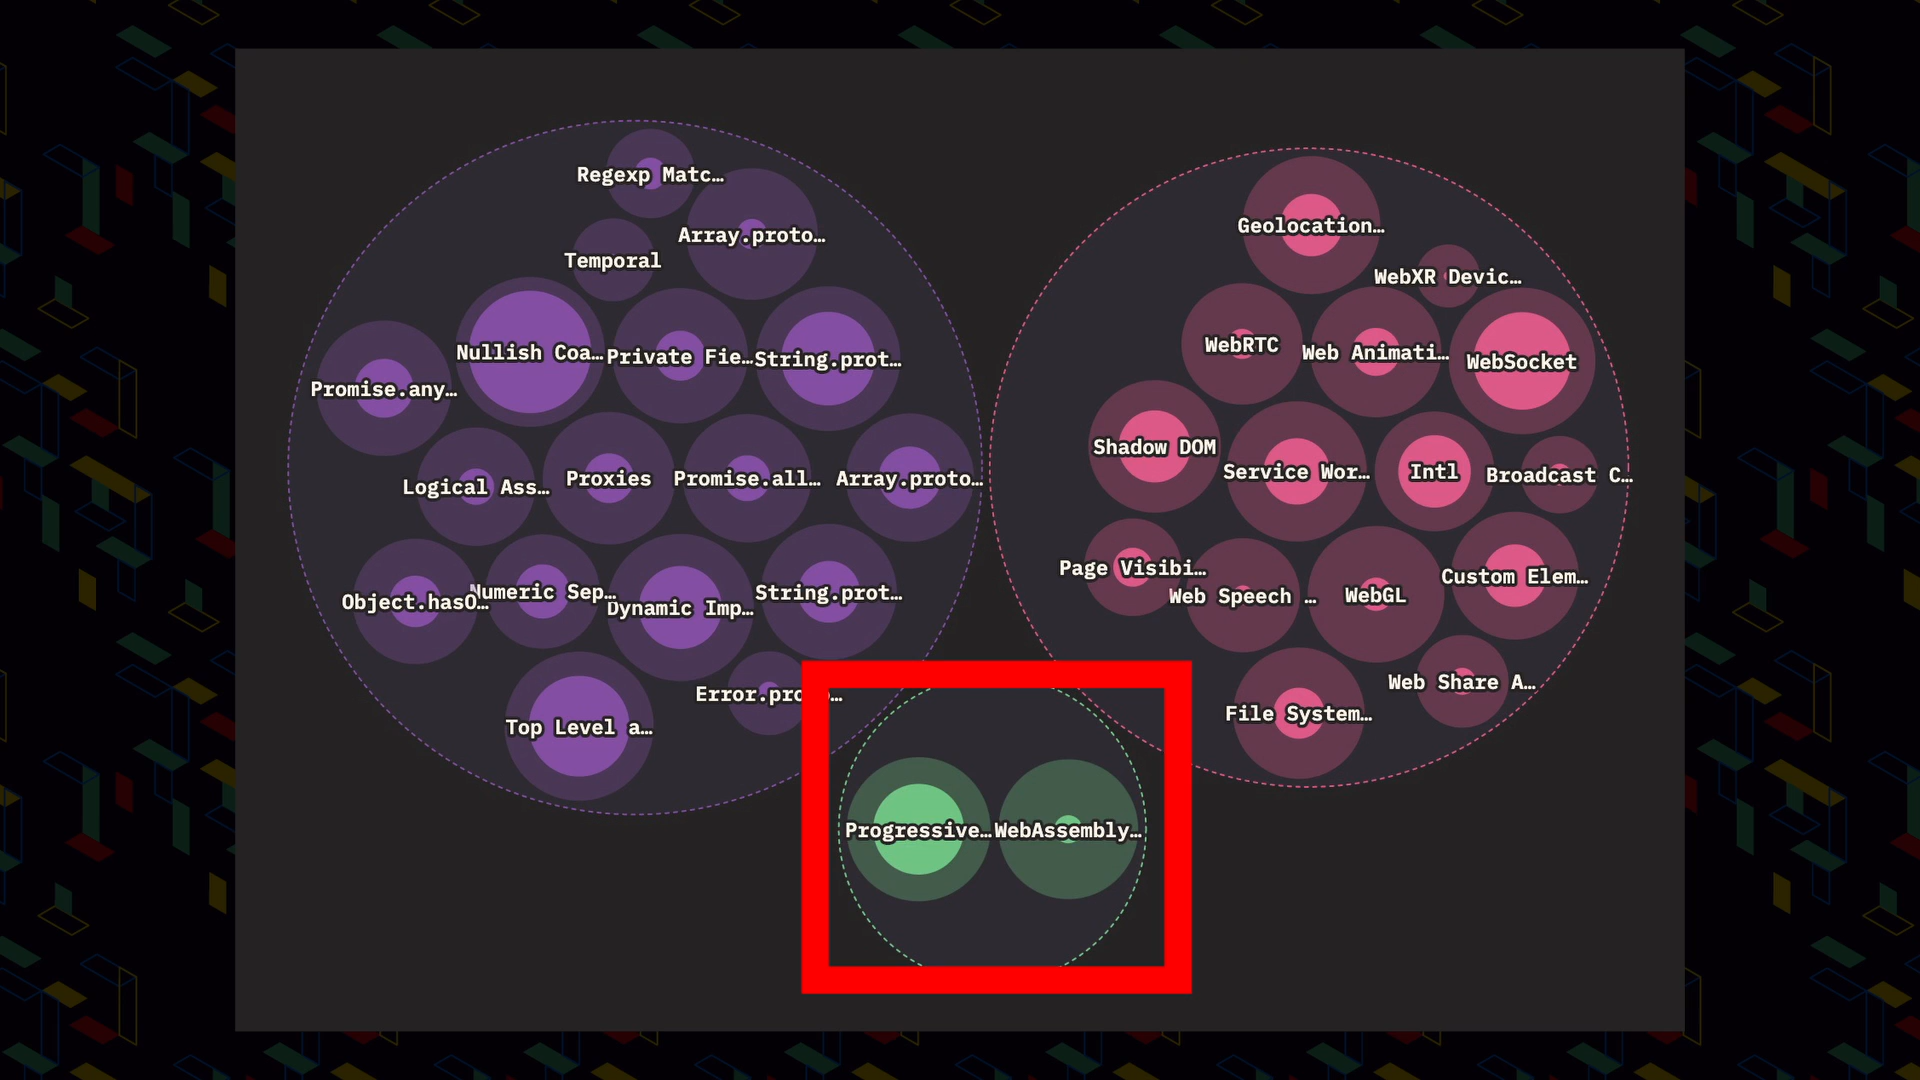 Regexp Matc…
Array.proto…
Temporal
Nullish Coa…
Private Fie…
String.prot…
Promise.any…
Logical Ass…
Proxies
Promise.all…
Array.proto…
Object.hasO…
Numeric Sep…
Dynamic Imp…
String.prot…
Error.pro
Top Level a…
Geolocation…
WebXR Devic…
WebRTC
Web Animati…
WebSocket
Shadow DOM
Service Wor…
Intl
Broadcast C…
Page Visibi…
Web Speech …
WebGL
Custom Elem…
Web Share A…
File System…
Progressive…
WebAssembly…